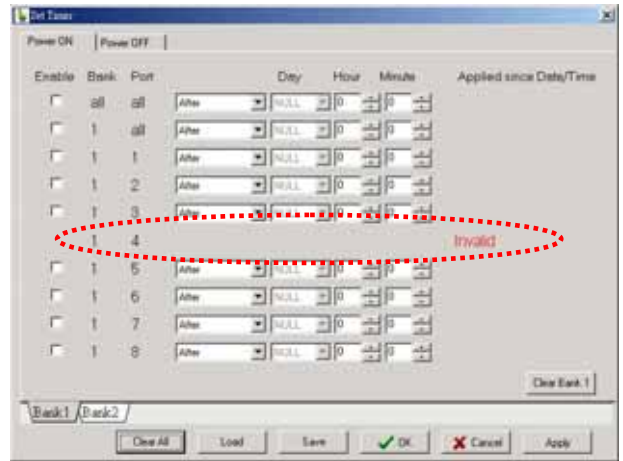 Set Timer
Power ON Power OFF
Enable Bank Port Day Hour Minute Applied since Date/Time
all all After NULL 0 0
1 all After NULL 0 0
1 1 After NULL 0 0
1 2 After NULL 0 0
1 3 After NULL 0 0
1 4 Invalid
1 5 After NULL 0 0
1 6 After NULL 0 0
1 7 After NULL 0 0
1 8 After NULL 0 0
Clear Bank 1
Bank1 Bank2
Clear All Load Save OK Cancel Apply